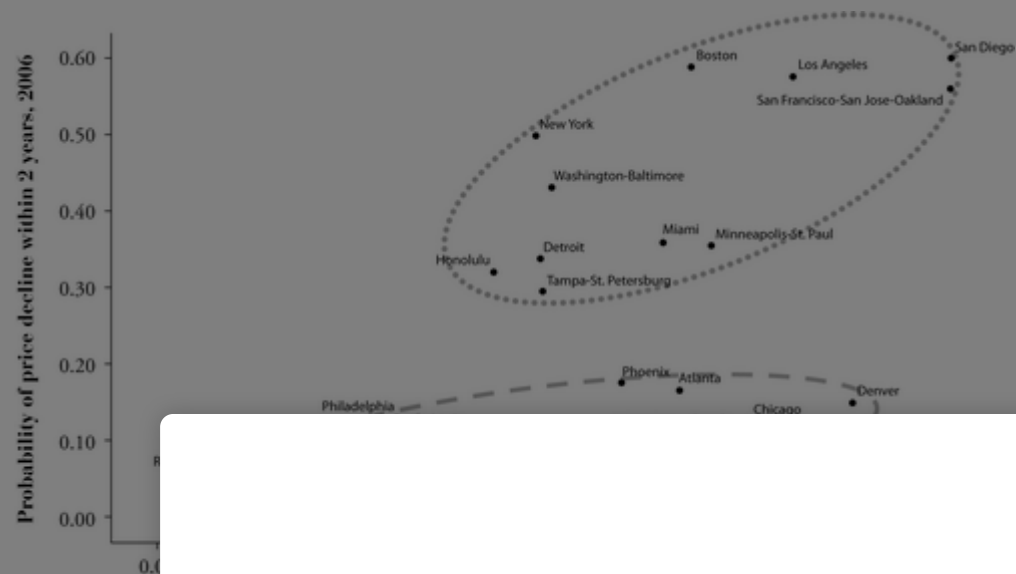 Probability of price decline within 2 years, 2006
0.60
0.50
0.40
0.30
0.20
0.10
0.00
San Diego
Boston
Los Angeles
San Francisco-San Jose-Oakland
New York
Washington-Baltimore
Miami
Minneapolis-St. Paul
Detroit
Honolulu
Tampa-St. Petersburg
Phoenix
Atlanta
Denver
Philadelphia
Chicago